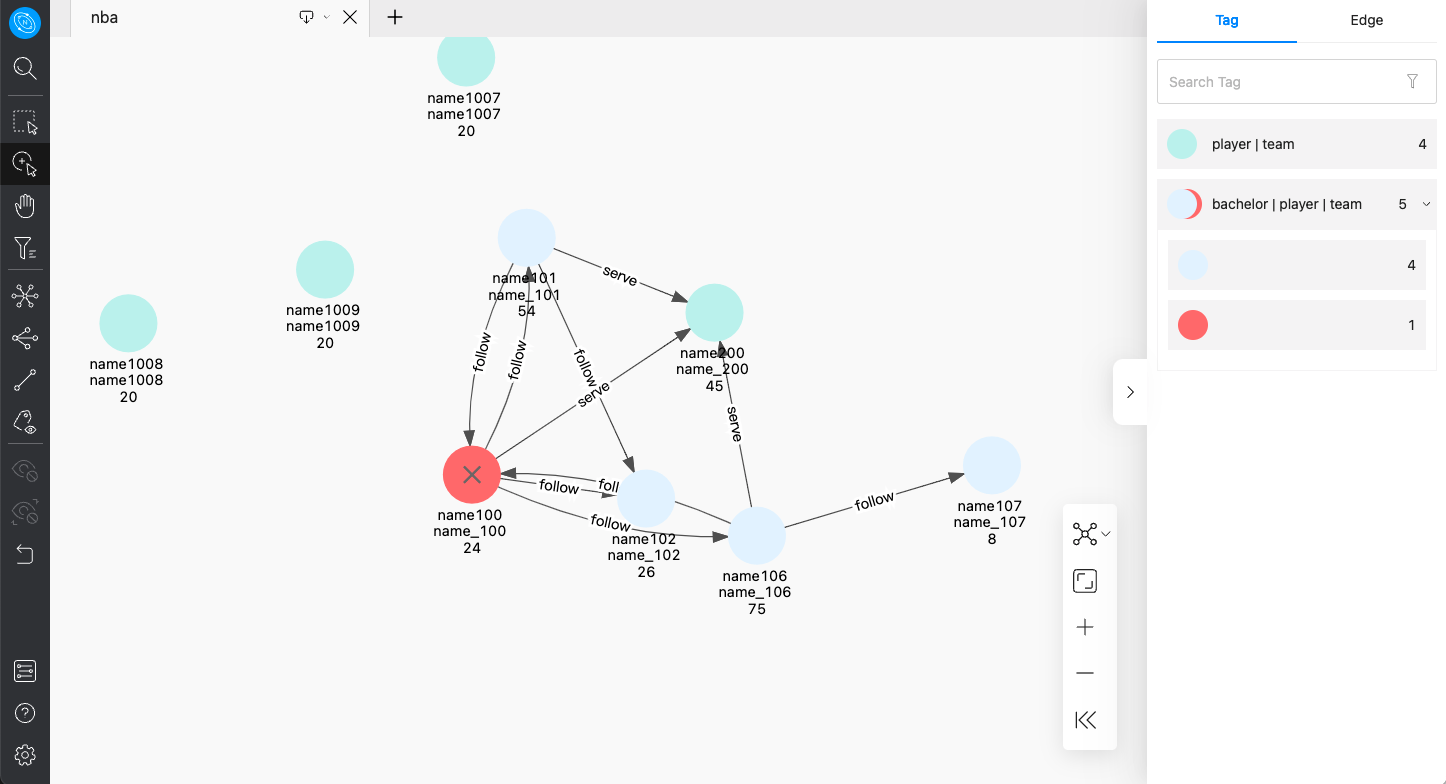 nba
Tag
Edge
Search Tag
player | team
4
bachelor | player | team
5
4
1
name1007
name1007
20
name101
name_101
54
name1009
name1009
20
name1008
name1008
20
name200
name_200
45
name100
name_100
24
name102
name_102
26
name106
name_106
75
name107
name_107
8
serve
follow
follow
follow
serve
serve
follow
foll
follow
follow